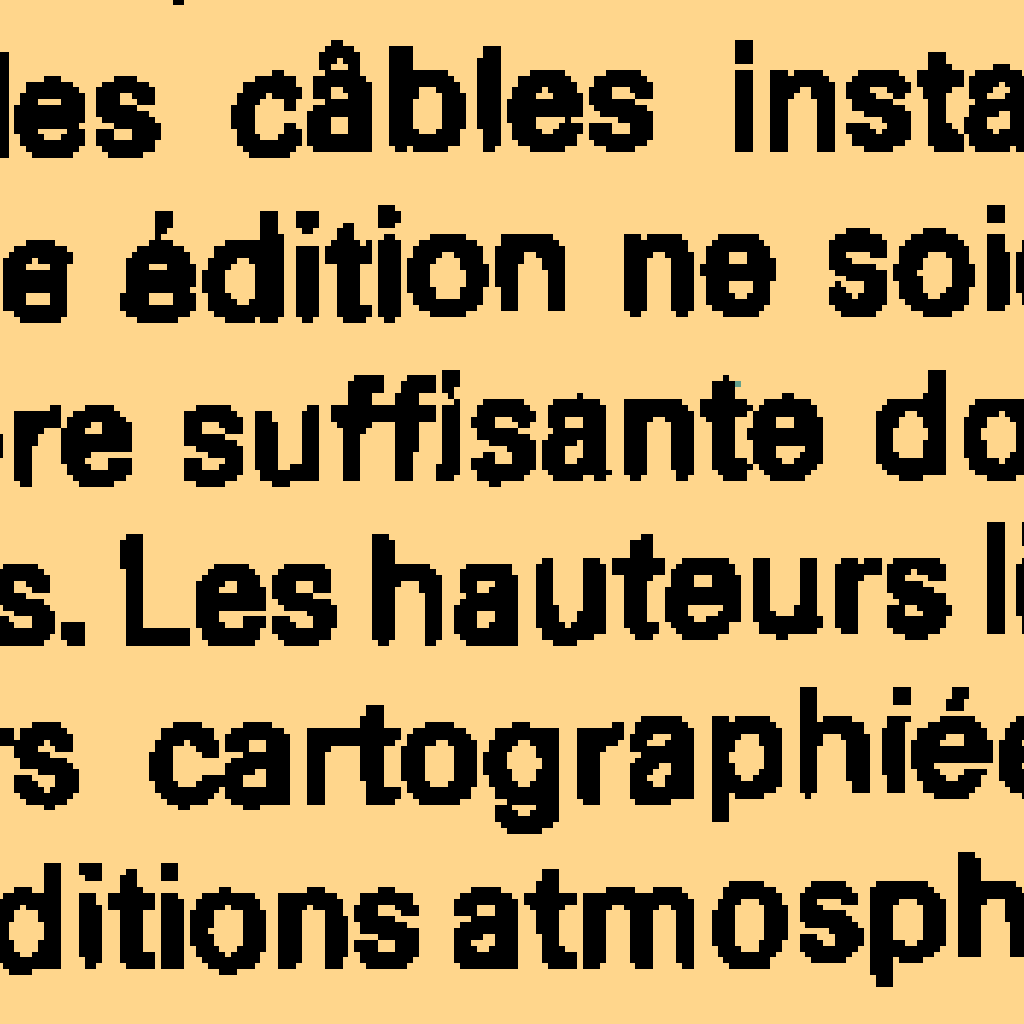 les câbles insta
e édition ne soi
re suffisante do
s. Les hauteurs l
rs cartographiée
ditions atmosph